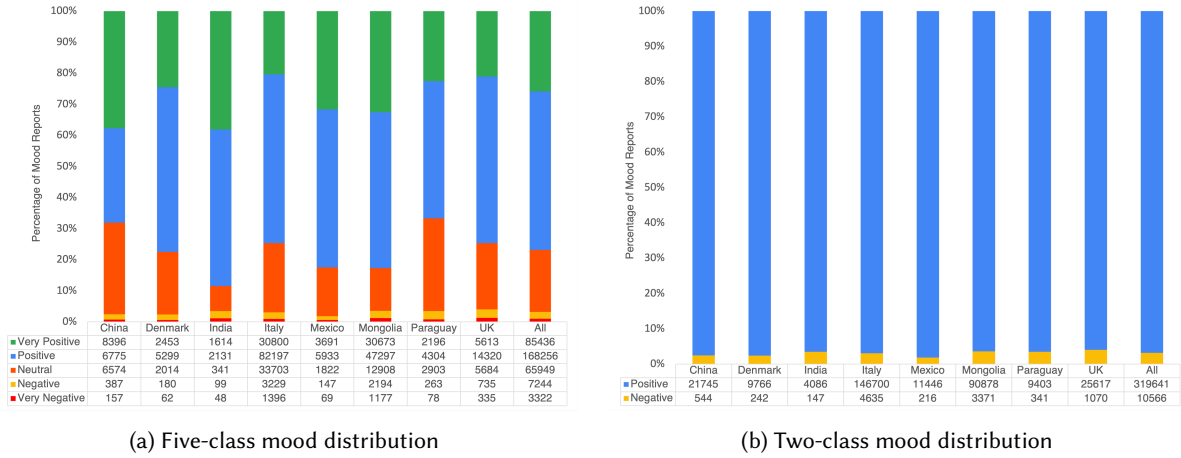 100%
90%
80%
70%
60%
50%
40%
30%
20%
10%
0%
Percentage of Mood Reports
China Denmark India Italy Mexico Mongolia Paraguay UK All
Very Positive 8396 2453 1614 30800 3691 30673 2196 5613 85436
Positive 6775 5299 2131 82197 5933 47297 4304 14320 168256
Neutral 6574 2014 341 33703 1822 12908 2903 5684 65949
Negative 387 180 99 3229 147 2194 263 735 7244
Very Negative 157 62 48 1396 69 1177 78 335 3322
(a) Five-class mood distribution
100%
90%
80%
70%
60%
50%
40%
30%
20%
10%
0%
Percentage of Mood Reports
China Denmark India Italy Mexico Mongolia Paraguay UK All
Positive 21745 9766 4086 146700 11446 90878 9403 25617 319641
Negative 544 242 147 4635 216 3371 341 1070 10566
(b) Two-class mood distribution